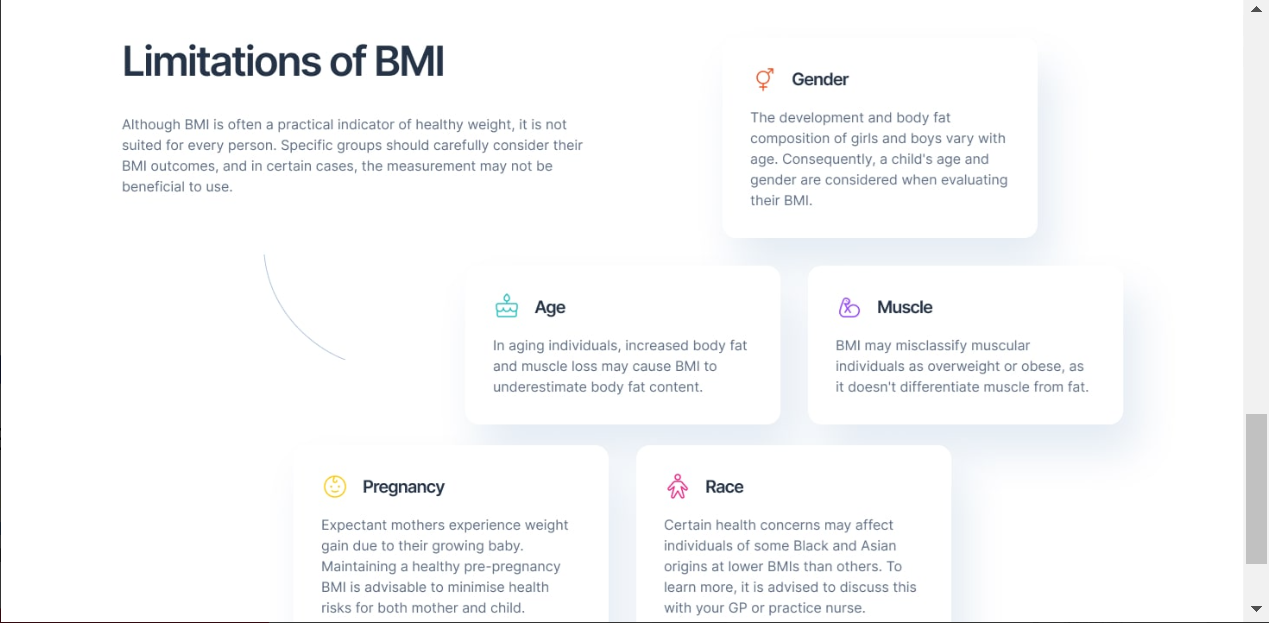 Limitations of BMI
Although BMI is often a practical indicator of healthy weight, it is not
suited for every person. Specific groups should carefully consider their
BMI outcomes, and in certain cases, the measurement may not be
beneficial to use.
Gender
The development and body fat
composition of girls and boys vary with
age. Consequently, a child's age and
gender are considered when evaluating
their BMI.
Age
In aging individuals, increased body fat
and muscle loss may cause BMI to
underestimate body fat content.
Muscle
BMI may misclassify muscular
individuals as overweight or obese, as
it doesn't differentiate muscle from fat.
Pregnancy
Expectant mothers experience weight
gain due to their growing baby.
Maintaining a healthy pre-pregnancy
BMI is advisable to minimise health
risks for both mother and child.
Race
Certain health concerns may affect
individuals of some Black and Asian
origins at lower BMIs than others. To
learn more, it is advised to discuss this
with your GP or practice nurse.